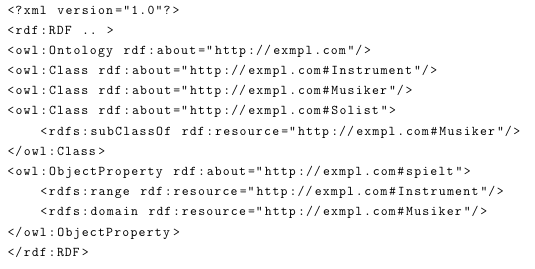 <?xml version="1.0"?>
<rdf:RDF .. >
<owl:Ontology rdf:about="http://exmpl.com"/>
<owl:Class rdf:about="http://exmpl.com#Instrument"/>
<owl:Class rdf:about="http://exmpl.com#Musiker"/>
<owl:Class rdf:about="http://exmpl.com#Solist">
    <rdfs:subClassOf rdf:resource="http://exmpl.com#Musiker"/>
</owl:Class>
<owl:ObjectProperty rdf:about="http://exmpl.com#spielt">
    <rdfs:range rdf:resource="http://exmpl.com#Instrument"/>
    <rdfs:domain rdf:resource="http://exmpl.com#Musiker"/>
</owl:ObjectProperty>
</rdf:RDF>